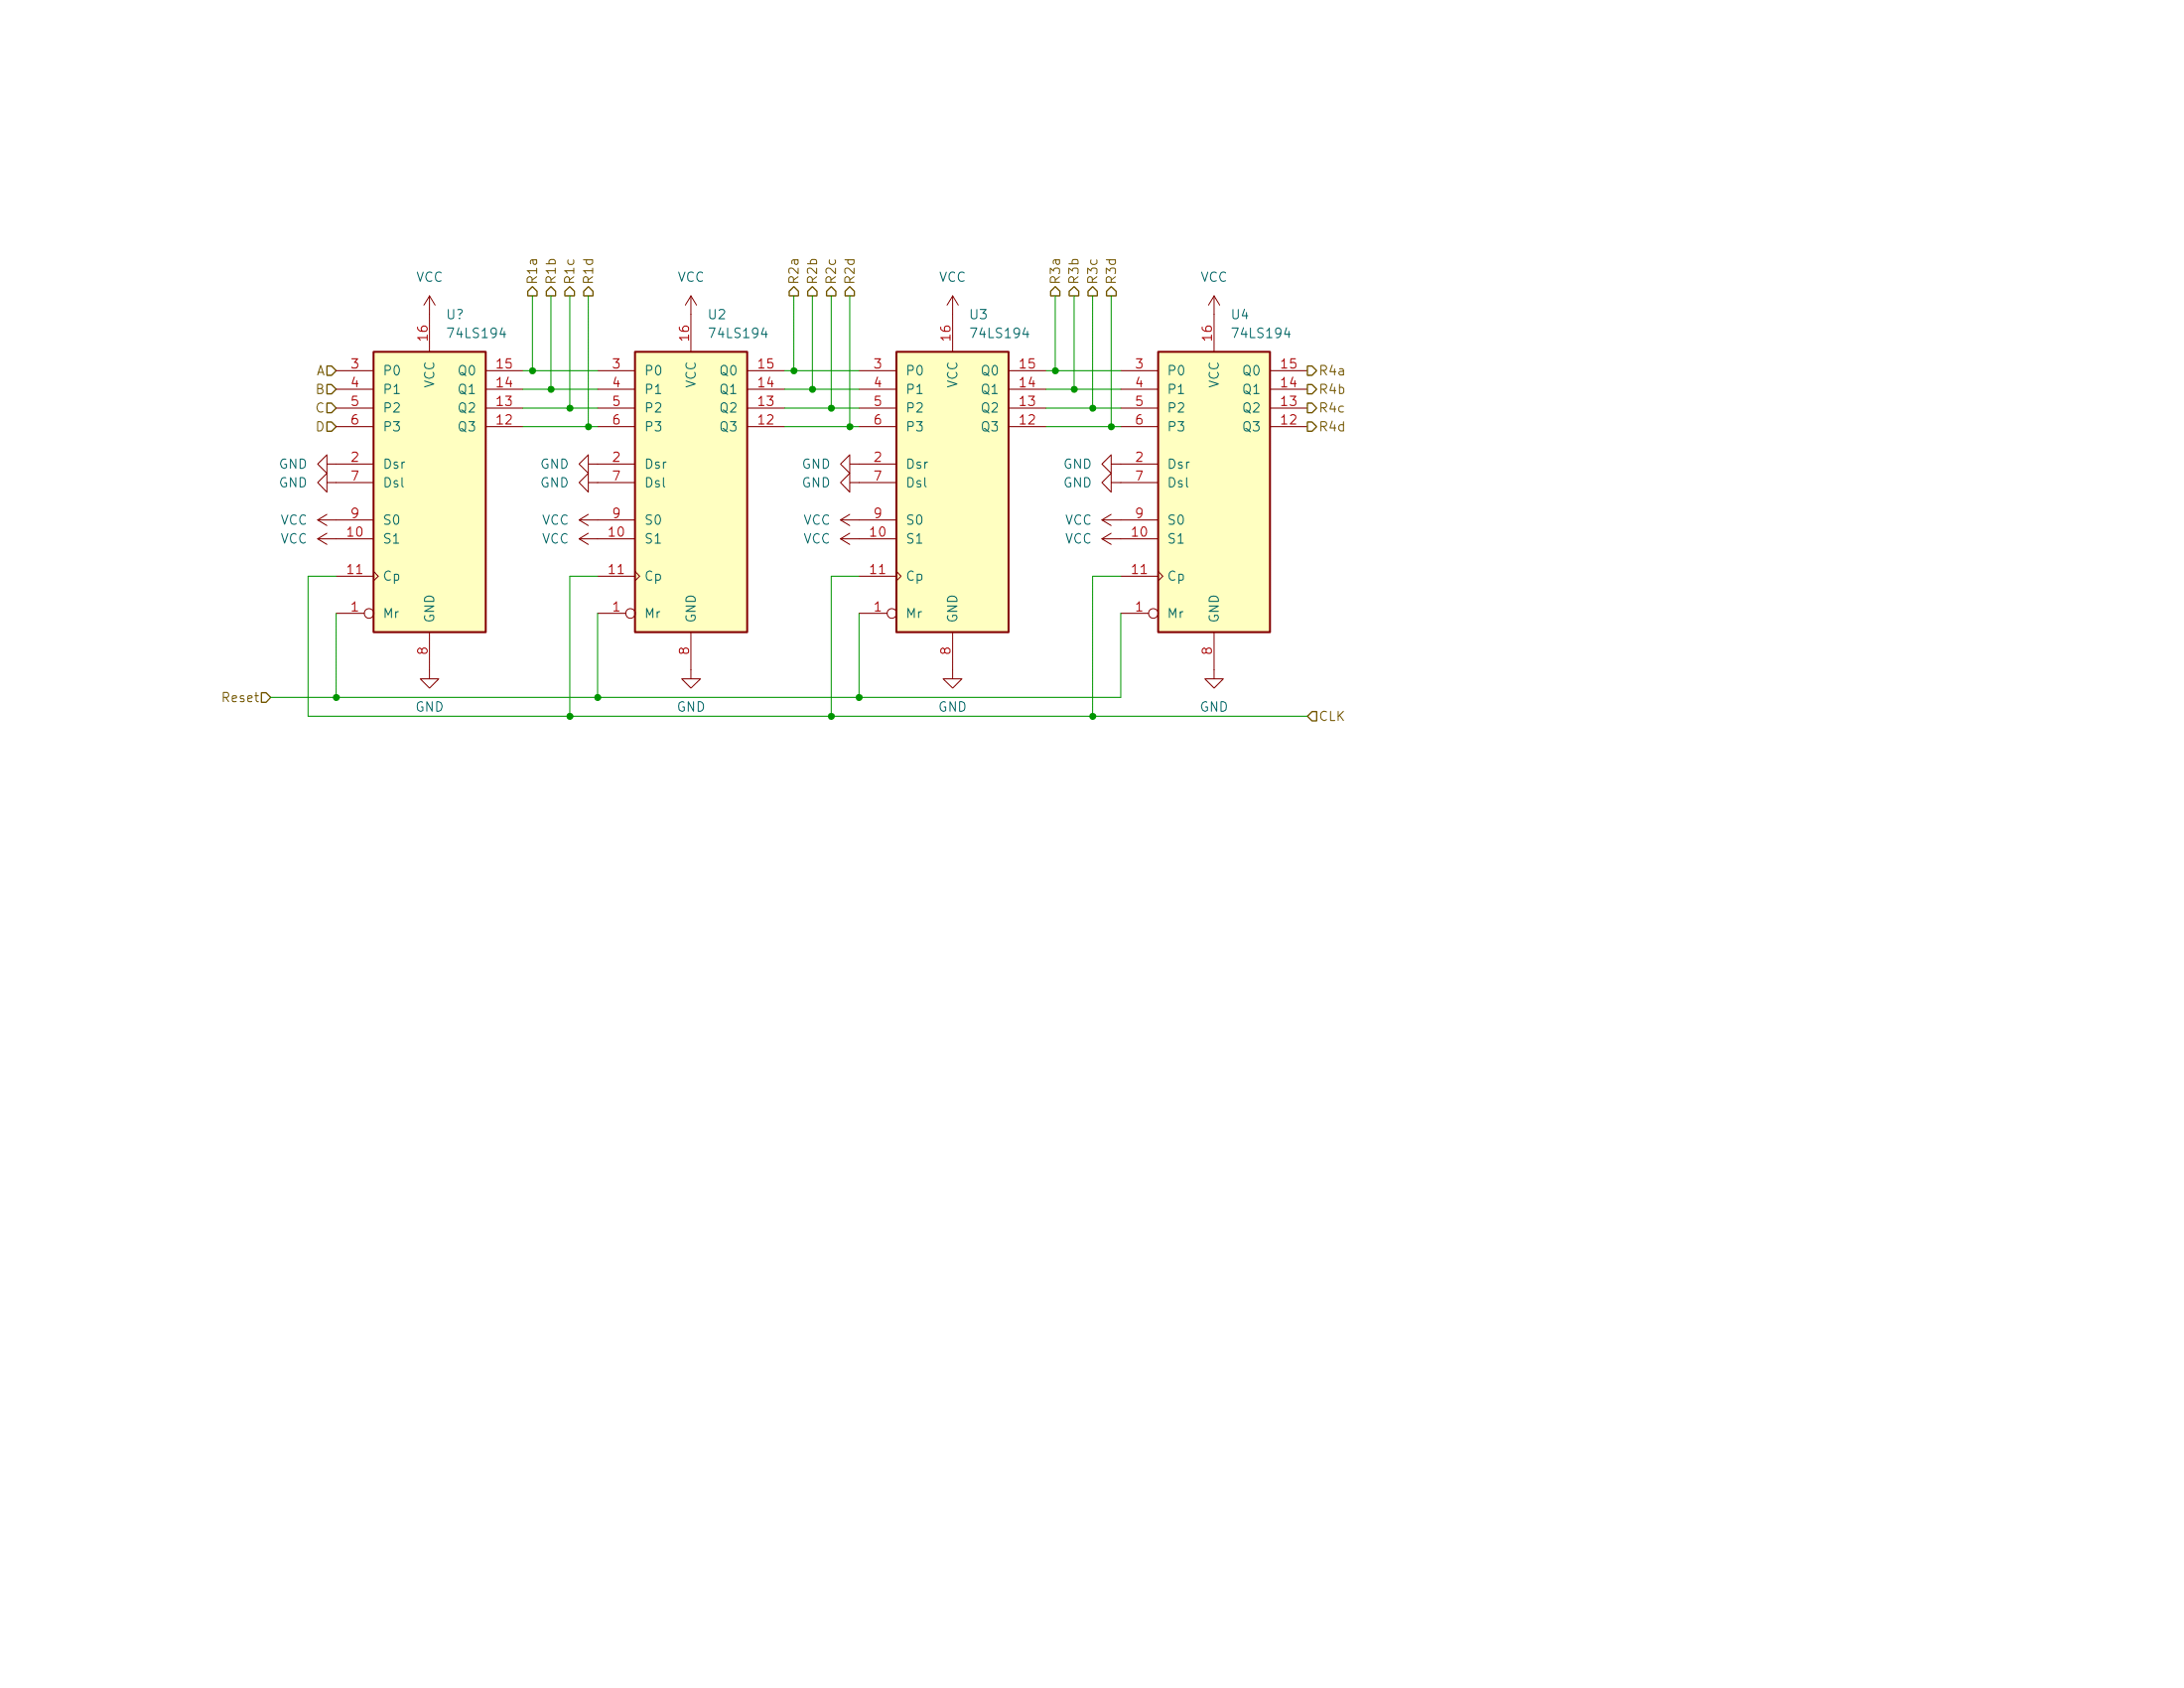 R1a R1b R1c R1d R2a R2b R2c R2d R3a R3b R3c R3d
VCC VCC VCC VCC
U? U2 U3 U4
16 74LS194 16 74LS194 16 74LS194 16 74LS194
A 3 P0 VCC Q0 15 3 P0 VCC Q0 15 3 P0 VCC Q0 15 3 P0 VCC Q0 15 R4a
B 4 P1 Q1 14 4 P1 Q1 14 4 P1 Q1 14 4 P1 Q1 14 R4b
C 5 P2 Q2 13 5 P2 Q2 13 5 P2 Q2 13 5 P2 Q2 13 R4c
D 6 P3 Q3 12 6 P3 Q3 12 6 P3 Q3 12 6 P3 Q3 12 R4d
GND 2 Dsr GND 2 Dsr GND 2 Dsr GND 2 Dsr
GND 7 Dsl GND 7 Dsl GND 7 Dsl GND 7 Dsl
VCC 9 S0 VCC 9 S0 VCC 9 S0 VCC 9 S0
VCC 10 S1 VCC 10 S1 VCC 10 S1 VCC 10 S1
11 Cp 11 Cp 11 Cp 11 Cp
1 Mr GND 1 Mr GND 1 Mr GND 1 Mr GND
8 8 8 8
Reset
GND GND GND GND
CLK